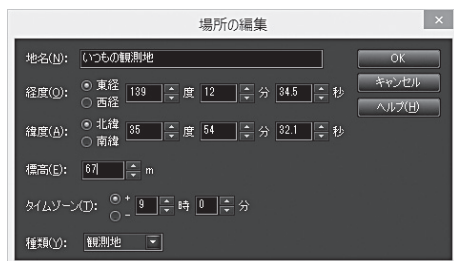 場所の編集 ×
地名(N): いつもの観測地 OK
経度(O): 東経 西経 139 度 12 分 34.5 秒 キャンセル
ヘルプ(H)
緯度(A): 北緯 南緯 35 度 54 分 32.1 秒
標高(E): 67 m
タイムゾーン(T): + - 9 時 0 分
種類(Y): 観測地